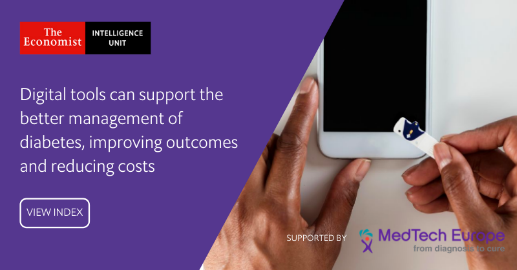 The
Economist
INTELLIGENCE
UNIT
Digital tools can support the
better management of
diabetes, improving outcomes
and reducing costs
VIEW INDEX
SUPPORTED BY
MedTech Europe
from diagnosis to cure